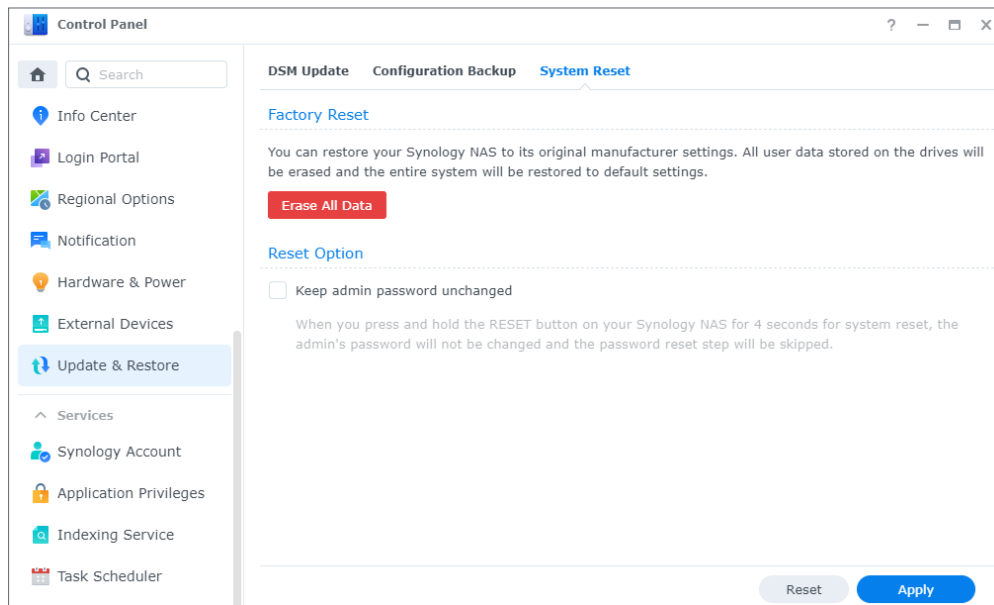 Control Panel
?
Search
Info Center
Login Portal
Regional Options
Notification
Hardware & Power
External Devices
Update & Restore
Services
Synology Account
Application Privileges
Indexing Service
Task Scheduler
DSM Update Configuration Backup System Reset
Factory Reset
You can restore your Synology NAS to its original manufacturer settings. All user data stored on the drives will
be erased and the entire system will be restored to default settings.
Erase All Data
Reset Option
Keep admin password unchanged
When you press and hold the RESET button on your Synology NAS for 4 seconds for system reset, the
admin's password will not be changed and the password reset step will be skipped.
Reset Apply